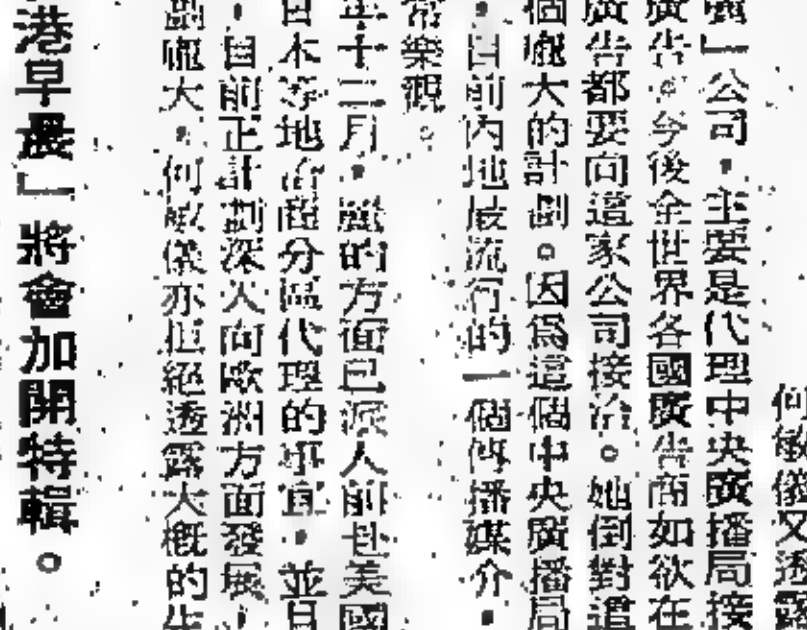 何敏儀又透露
公司，主要是代理中央廣播局接
廣告。今後全世界各國廣告商如欲在
廣告都要向這家公司接洽。她倒對這
個龐大的計劃。因爲這個中央廣播局
，目前內地最流行的一個傳播媒介，
常樂觀。
年十二月，的方面已派人前赴美國
日本等地洽商分區代理的事宜，並且
，目前正計劃深入向歐洲方面發展，
劃龐大，何敏儀亦拒絕透露大概的生
港早晨」將會加開特輯。